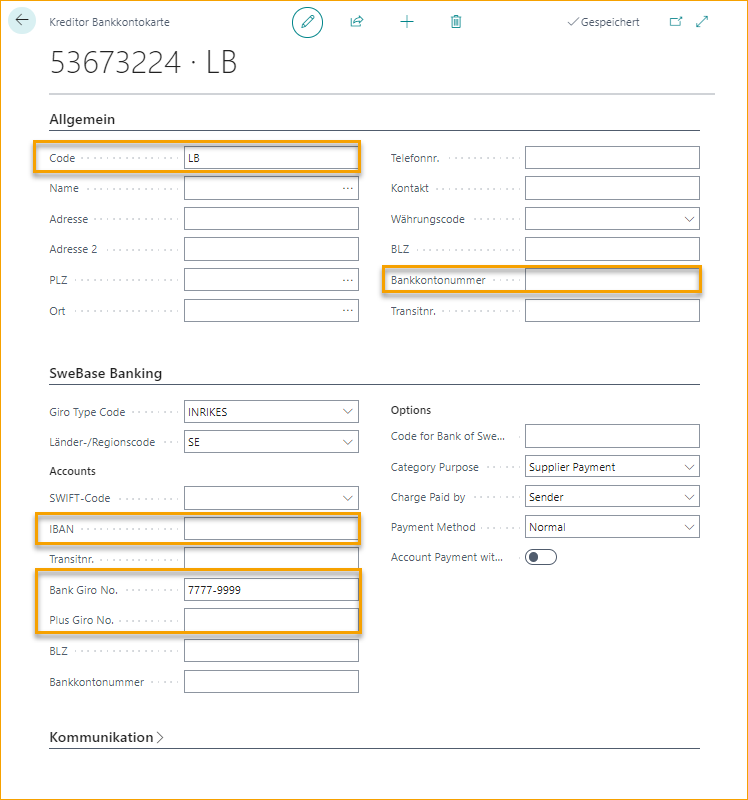 Kreditor Bankkontokarte
Gespeichert
53673224 · LB
Allgemein
Code LB
Name
Adresse
Adresse 2
PLZ
Ort
Telefonnr.
Kontakt
Währungscode
BLZ
Bankkontonummer
Transitnr.
SweBase Banking
Giro Type Code INRIKES
Länder-/Regionscode SE
Accounts
SWIFT-Code
IBAN
Transitnr.
Bank Giro No. 7777-9999
Plus Giro No.
BLZ
Bankkontonummer
Options
Code for Bank of Swe...
Category Purpose Supplier Payment
Charge Paid by Sender
Payment Method Normal
Account Payment wit...
Kommunikation